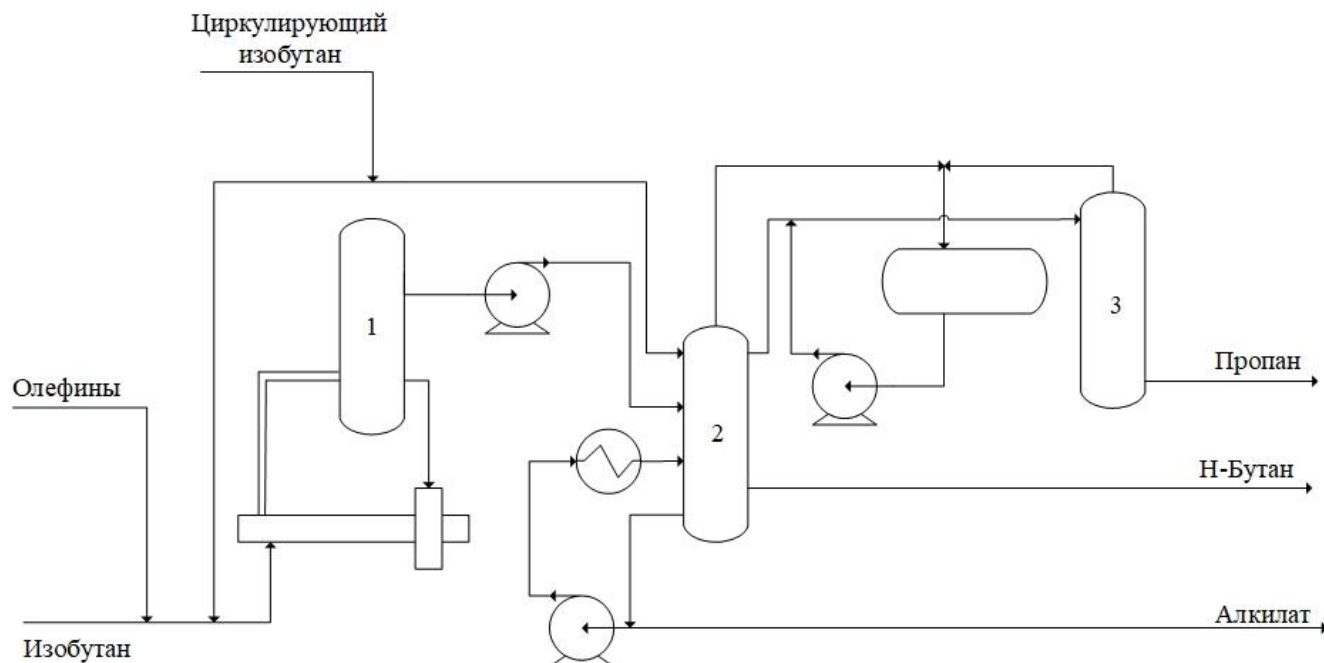 Циркулирующий
изобутан
1
3
Пропан
Олефины
2
Н-Бутан
Алкилат
Изобутан